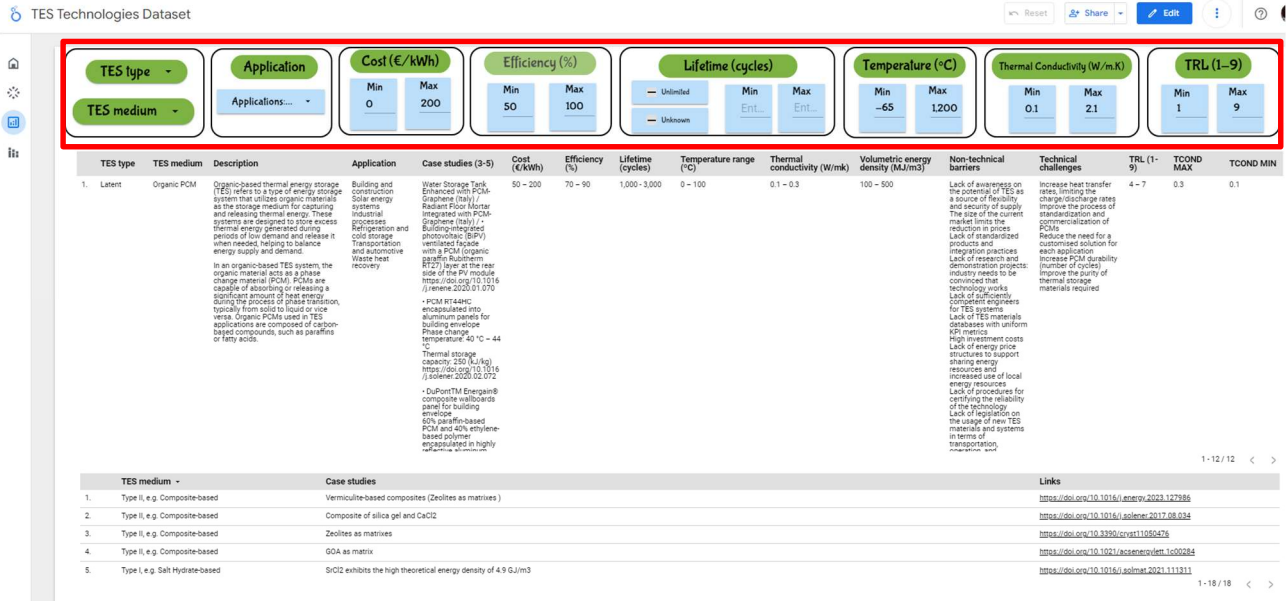 TES Technologies Dataset
Reset
Share
Edit
TES type
TES medium
Application
Applications:...
Cost (€/kWh)
Min Max
0 200
Efficiency (%)
Min Max
50 100
Lifetime (cycles)
Unlimited
Unknown
Min Max
Ent... Ent...
Temperature (ºC)
Min Max
-65 1,200
Thermal Conductivity (W/m.K)
Min Max
0.1 2.1
TRL (1-9)
Min Max
1 9
TES type
TES medium
Description
Application
Case studies (3-5)
Cost
(€/kWh)
Efficiency
(%)
Lifetime
(cycles)
Temperature range
(ºC)
Thermal
conductivity (W/mk)
Volumetric energy
density (MJ/m3)
Non-technical
barriers
Technical
challenges
TRL (1-
9)
TCOND
MAX
TCOND MIN
1.
Latent
Organic PCM
Organic-based thermal energy storage
(TES) refers to a type of energy storage
system that utilizes organic materials
as the storage medium for capturing
and releasing thermal energy. These
systems are designed to store excess
thermal energy generated during
periods of low demand and release it
when needed, helping to balance
energy supply and demand.
In an organic-based TES system, the
organic material acts as a phase
change material (PCM). PCMs are
capable of absorbing or releasing a
significant amount of heat energy
during the process of phase transition,
typically from solid to liquid or vice
versa. Organic PCMs used in TES
applications are composed of carbon-
based compounds, such as paraffins
or fatty acids.
Building and
construction
Solar energy
systems
Industrial
processes
Refrigeration and
cold storage
Transportation
and automotive
Waste heat
recovery
Water Storage Tank
Enhanced with PCM-
Graphene (Italy) /
Radiant Floor Mortar
Integrated with PCM-
Graphene (Italy) / •
Building-integrated
photovoltaic (BiPV)
ventilated façade
with a PCM (organic
paraffin Rubitherm
RT27) layer at the rear
side of the PV module
https://doi.org/10.1016
/j.renene.2020.01.070
• PCM RT44HC
encapsulated into
aluminum panels for
building envelope
Phase change
temperature: 40 °C – 44
°C
Thermal storage
capacity: 250 (kJ/kg)
https://doi.org/10.1016
/j.solener.2020.02.072
• DuPontTM Energain®
composite wallboards
panel for building
envelope
60% paraffin-based
PCM and 40% ethylene-
based polymer
encapsulated in highly
reflective aluminum
50 – 200
70 – 90
1,000 - 3,000
0 – 100
0.1 – 0.3
100 – 500
Lack of awareness on
the potential of TES as
a source of flexibility
and security of supply
The size of the current
market limits the
reduction in prices
Lack of standardized
products and
integration practices
Lack of research and
demonstration projects:
industry needs to be
convinced that
technology works
Lack of sufficiently
competent engineers
for TES systems
Lack of TES materials
databases with uniform
KPI metrics
High investment costs
Lack of energy price
structures to support
sharing energy
resources and
increased use of local
energy resources
Lack of procedures for
certifying the reliability
of the technology
Lack of legislation on
the usage of new TES
materials and systems
in terms of
transportation,
operation, and
Increase heat transfer
rates, limiting the
charge/discharge rates
Improve the process of
standardization and
commercialization of
PCMs
Reduce the need for a
customised solution for
each application
Increase PCM durability
(number of cycles)
Improve the purity of
thermal storage
materials required
4 – 7
0.3
0.1
1 - 12 / 12
TES medium
Case studies
Links
1. Type II, e.g. Composite-based Vermiculite-based composites (Zeolites as matrixes ) https://doi.org/10.1016/j.energy.2023.127986
2. Type II, e.g. Composite-based Composite of silica gel and CaCl2 https://doi.org/10.1016/j.solener.2017.08.034
3. Type II, e.g. Composite-based Zeolites as matrixes https://doi.org/10.3390/cryst11050476
4. Type II, e.g. Composite-based GOA as matrix https://doi.org/10.1021/acsenergylett.1c00284
5. Type I, e.g. Salt Hydrate-based SrCl2 exhibits the high theoretical energy density of 4.9 GJ/m3 https://doi.org/10.1016/j.solmat.2021.111311
1 - 18 / 18